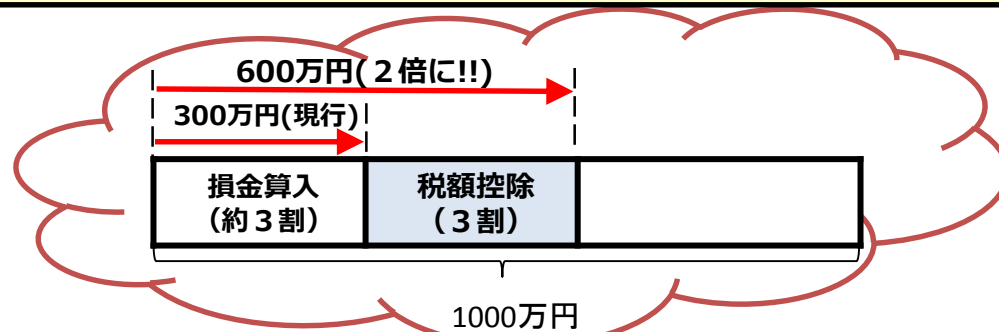 600万円(２倍に!!)
300万円(現行)
損金算入
（約３割）
税額控除
（３割）
1000万円